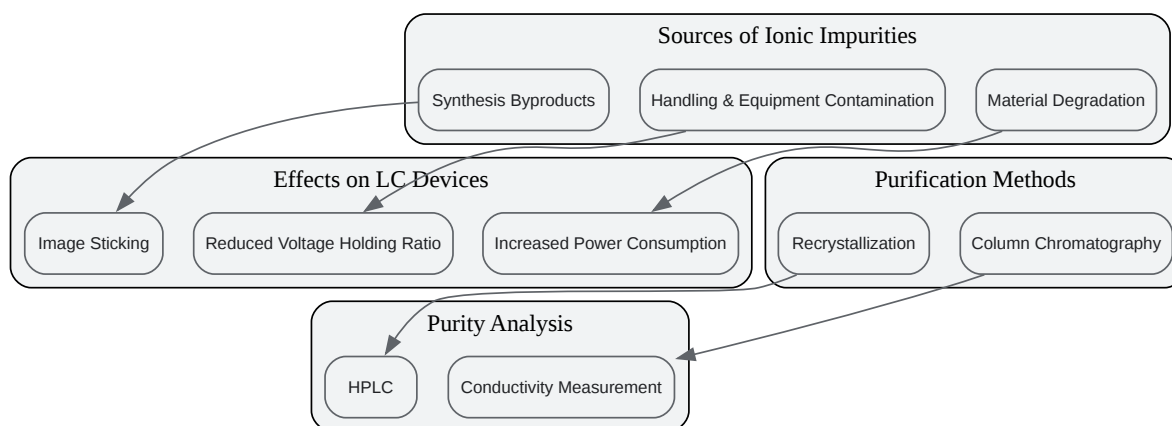 Sources of Ionic Impurities
Synthesis Byproducts
Handling & Equipment Contamination
Material Degradation
Effects on LC Devices
Image Sticking
Reduced Voltage Holding Ratio
Increased Power Consumption
Purification Methods
Recrystallization
Column Chromatography
Purity Analysis
HPLC
Conductivity Measurement